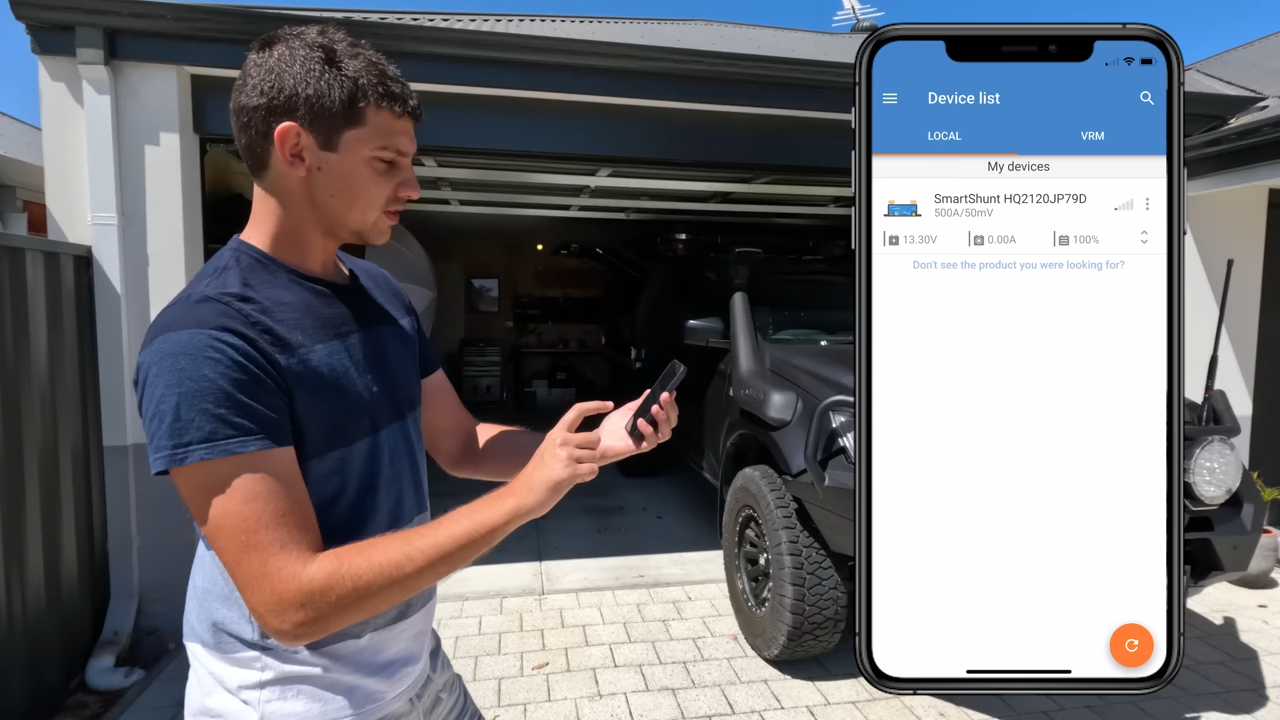 Device list
LOCAL VRM
My devices
SmartShunt HQ2120JP79D
500A/50mV
13.30V 0.00A 100%
Don't see the product you were looking for?